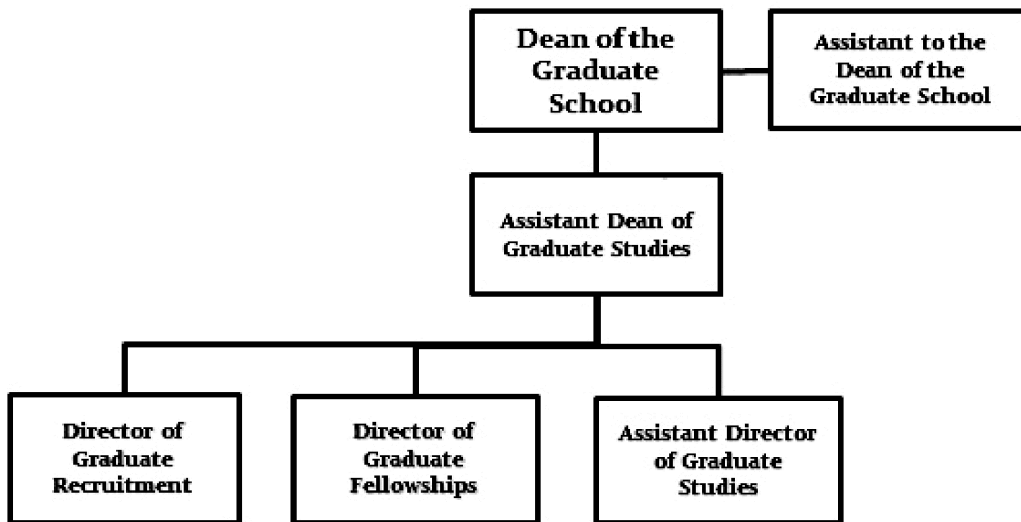 Dean of the
Graduate
School
Assistant to the
Dean of the
Graduate School
Assistant Dean of
Graduate Studies
Director of
Graduate
Recruitment
Director of
Graduate
Fellowships
Assistant Director
of Graduate
Studies